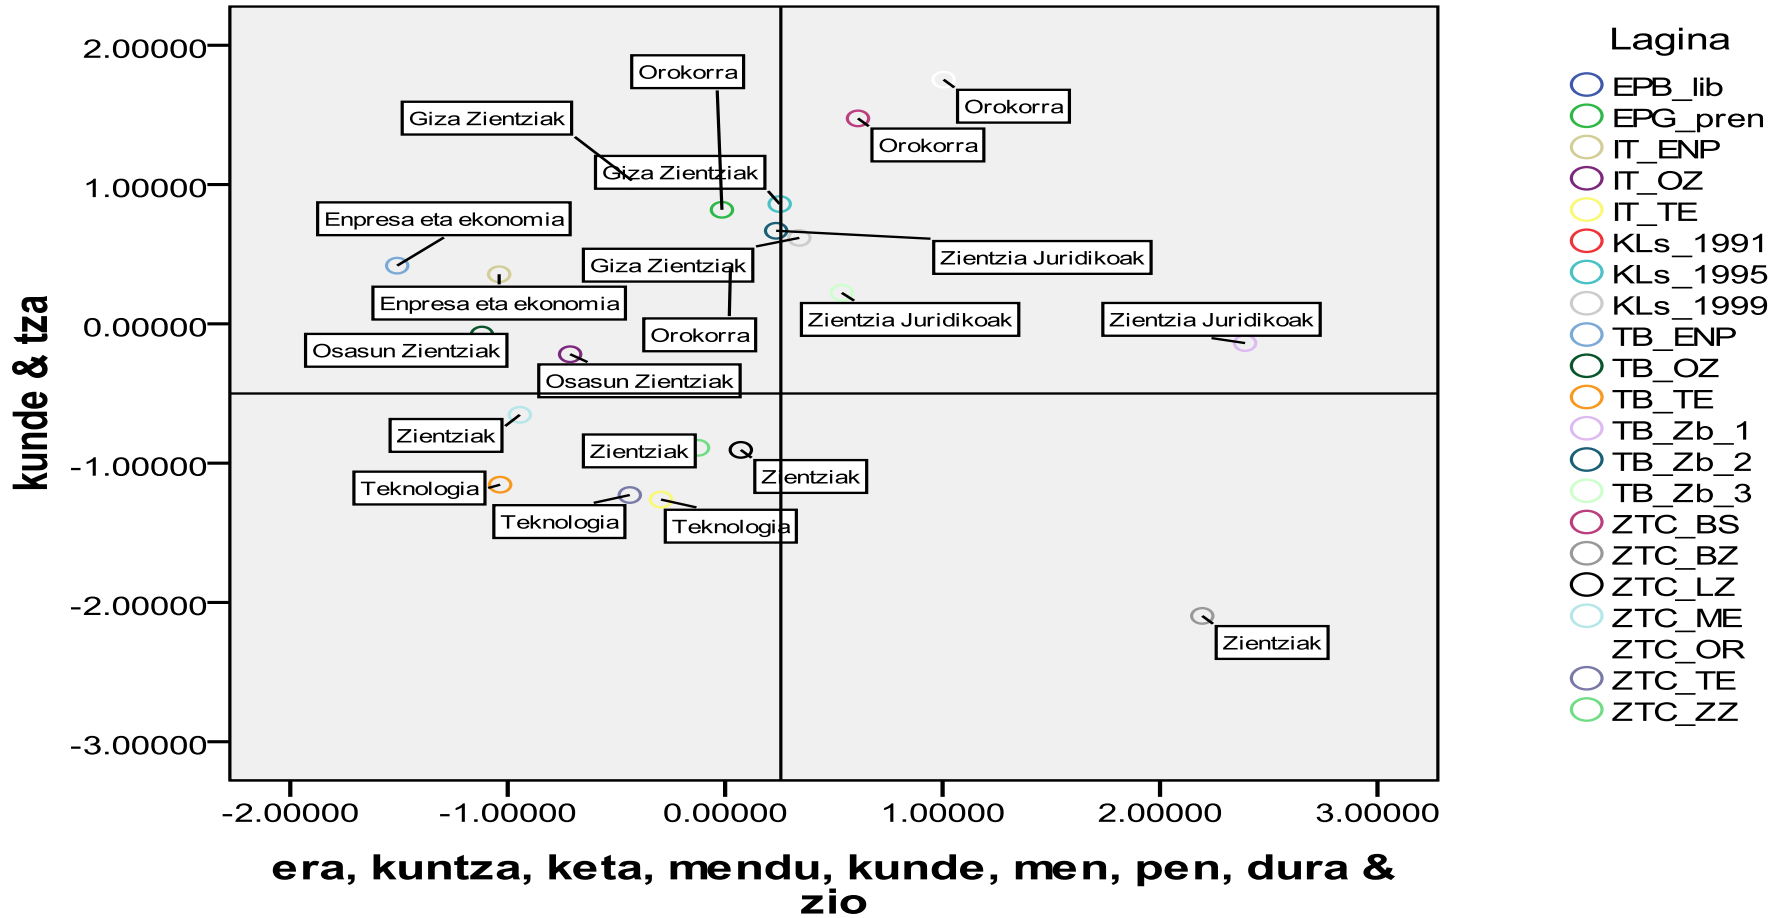 Lagina
EPB_lib
EPG_pren
IT_ENP
IT_OZ
IT_TE
KLs_1991
KLs_1995
KLs_1999
TB_ENP
TB_OZ
TB_TE
TB_Zb_1
TB_Zb_2
TB_Zb_3
ZTC_BS
ZTC_BZ
ZTC_LZ
ZTC_ME
ZTC_OR
ZTC_TE
ZTC_ZZ
kunde & tza
2.00000
1.00000
0.00000
-1.00000
-2.00000
-3.00000
Orokorra
Orokorra
Giza Zientziak
Orokorra
Giza Zientziak
Enpresa eta ekonomia
Zientzia Juridikoak
Giza Zientziak
Enpresa eta ekonomia
Zientzia Juridikoak
Zientzia Juridikoak
Orokorra
Osasun Zientziak
Osasun Zientziak
Zientziak
Zientziak
Zientziak
Teknologia
Teknologia
Teknologia
Zientziak
-2.00000
-1.00000
0.00000
1.00000
2.00000
3.00000
era, kuntza, keta, mendu, kunde, men, pen, dura &
zio